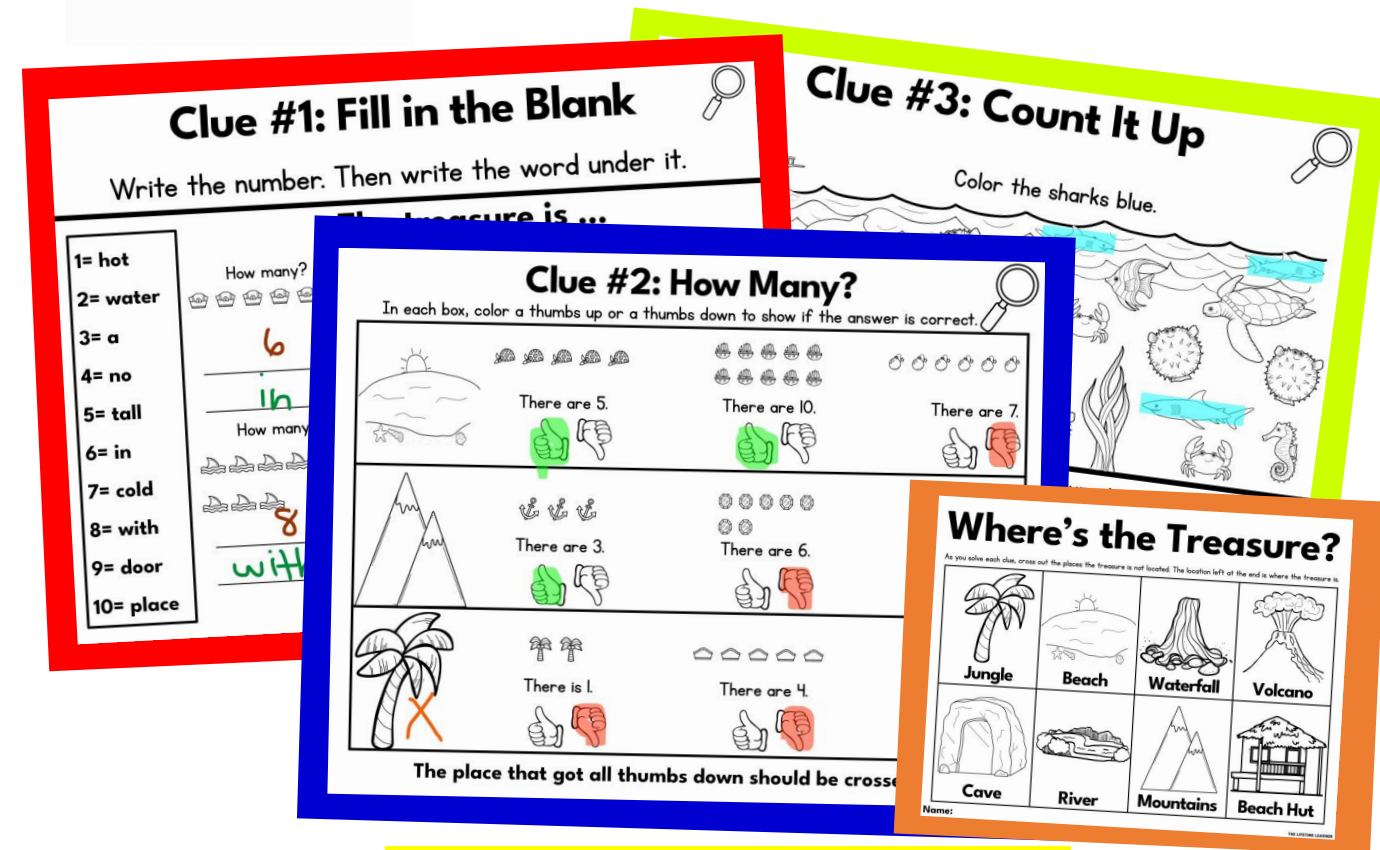 Clue #1: Fill in the Blank
Write the number. Then write the word under it.
The treasure is ...
1= hot
2= water
3= a
4= no
5= tall
6= in
7= cold
8= with
9= door
10= place
How many?
6
in
How many
8
with
Clue #3: Count It Up
Color the sharks blue.
Clue #2: How Many?
In each box, color a thumbs up or a thumbs down to show if the answer is correct.
There are 5.
There are 10.
There are 7.
There are 3.
There are 6.
There is 1.
There are 4.
X
The place that got all thumbs down should be crosse
Where's the Treasure?
As you solve each clue, cross out the places the treasure is not located. The location left at the end is where the treasure is.
Jungle
Beach
Waterfall
Volcano
Cave
River
Mountains
Beach Hut
Name:
THE LIFETIME LEARNER